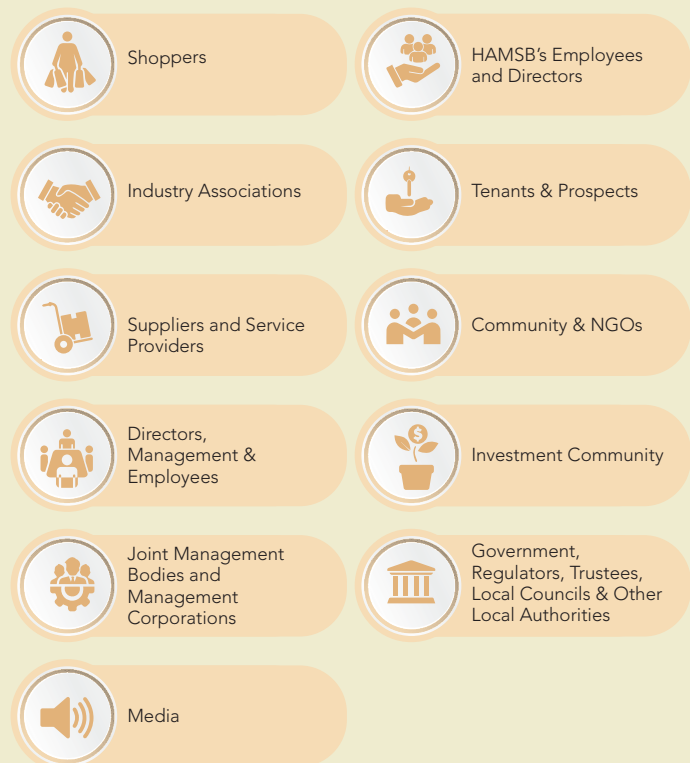 Shoppers
HAMSB's Employees
and Directors
Industry Associations
Tenants & Prospects
Suppliers and Service
Providers
Community & NGOs
Directors,
Management &
Employees
Investment Community
Joint Management
Bodies and
Management
Corporations
Government,
Regulators, Trustees,
Local Councils & Other
Local Authorities
Media